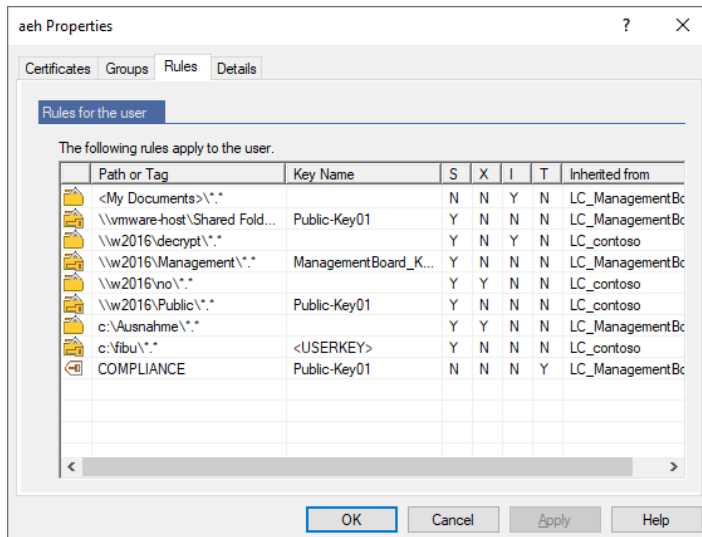 aeh Properties ? X
Certificates Groups Rules Details
Rules for the user
The following rules apply to the user.
Path or Tag Key Name S X I T Inherited from
<My Documents>\*.* N N Y N LC_ManagementBo
\\vmware-host\Shared Fold... Public-Key01 Y N N N LC_ManagementBo
\\w2016\decrypt\*.* Y N Y N LC_contoso
\\w2016\Management\*.* ManagementBoard_K... Y N N N LC_ManagementBo
\\w2016\no\*.* Y Y N N LC_contoso
\\w2016\Public\*.* Public-Key01 Y N N N LC_contoso
c:\Ausnahme\*.* Y Y N N LC_ManagementBo
c:\fibu\*.* <USERKEY> Y N N N LC_contoso
COMPLIANCE Public-Key01 N N N Y LC_ManagementBo
OK Cancel Apply Help